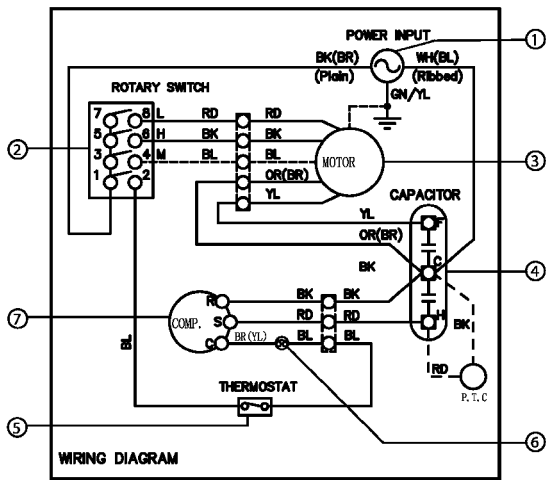 POWER INPUT
1
BK(BR)
WH(BL)
(Plain)
(Ribbed)
GN/YL
ROTARY SWITCH
7 8 L RD RD
5 6 H BK BK
2
3 4 M BL BL
MOTOR
3
1 2
OR(BR)
YL
CAPACITOR
YL
F
OR(BR)
C
BK
4
R BK BK
7
COMP.
S RD RD
H
BK
BR(YL) BL BL
BL
RD
P.T.C
THERMOSTAT
5
6
WIRING DIAGRAM